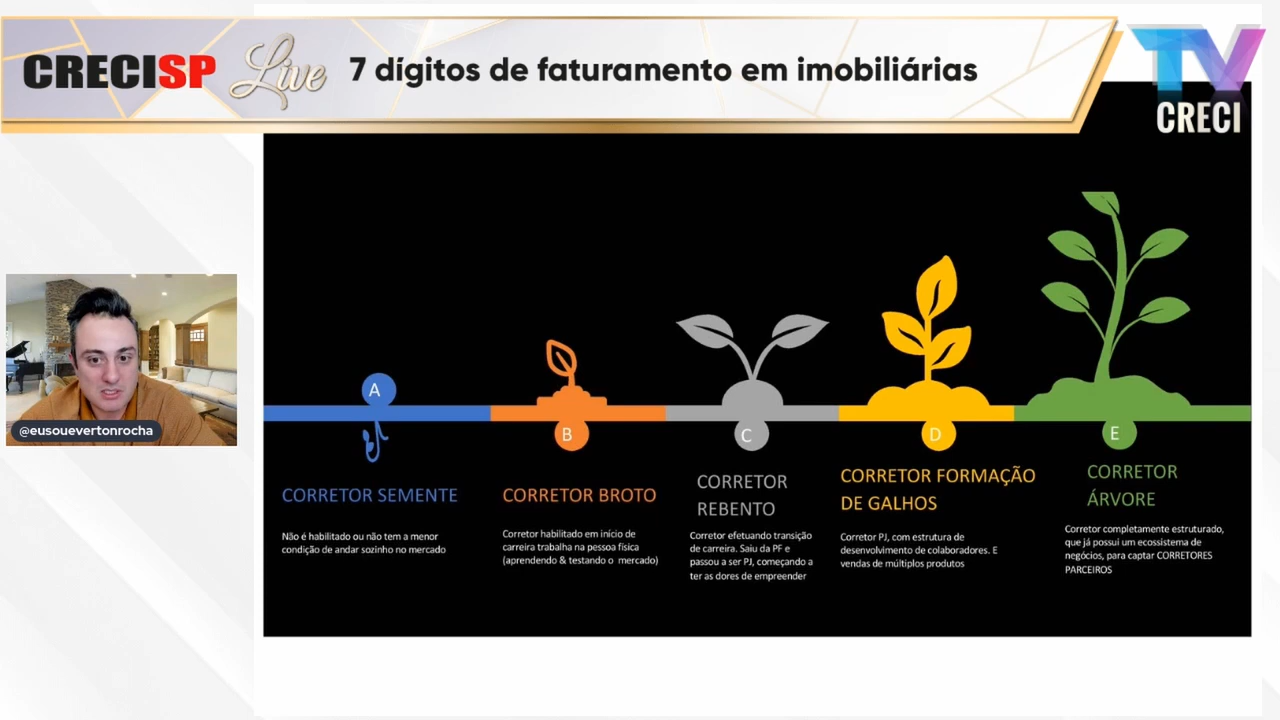 CRECISP Live 7 dígitos de faturamento em imobiliárias
TV
CRECI
@eusouevertonrocha
A
B
C
D
E
CORRETOR SEMENTE
Não é habilitado ou não tem a menor
condição de andar sozinho no mercado
CORRETOR BROTO
Corretor habilitado em início de
carreira trabalha na pessoa física
(aprendendo & testando o mercado)
CORRETOR
REBENTO
Corretor efetuando transição
de carreira. Saiu da PF e
passou a ser PJ, começando a
ter as dores de empreender
CORRETOR FORMAÇÃO
DE GALHOS
Corretor PJ, com estrutura de
desenvolvimento de colaboradores. E
vendas de múltiplos produtos
CORRETOR
ÁRVORE
Corretor completamente estruturado,
que já possui um ecossistema de
negócios, para captar CORRETORES
PARCEIROS